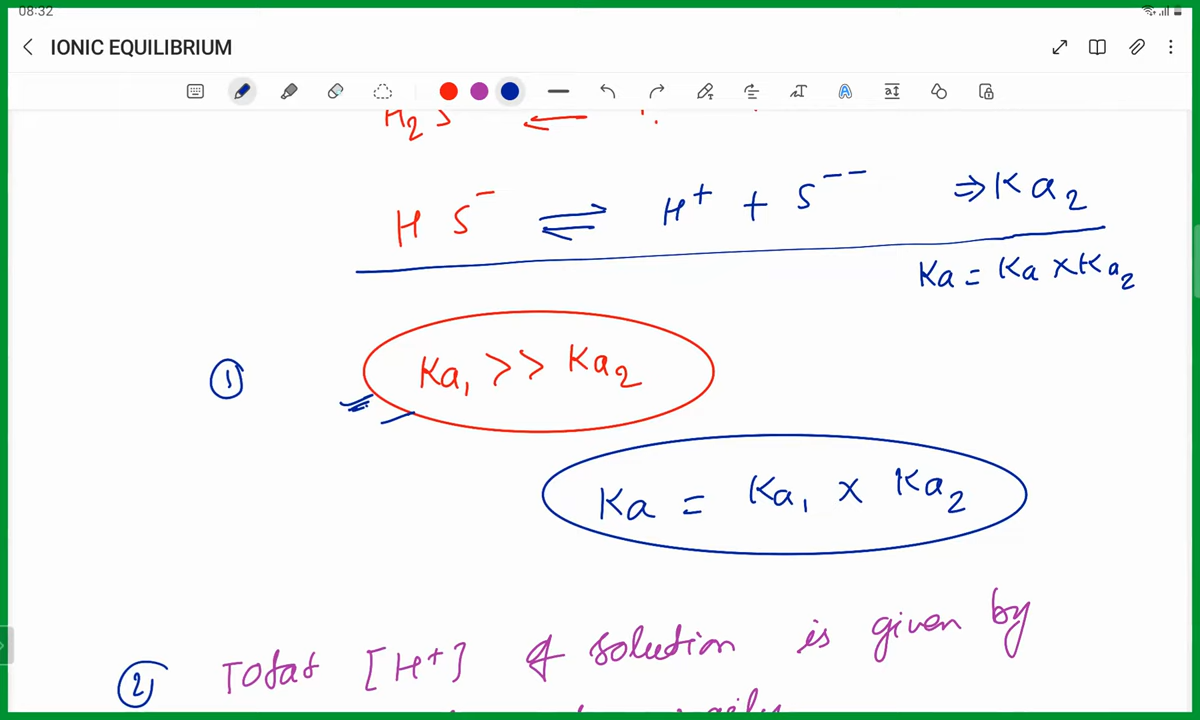 08:32
IONIC EQUILIBRIUM
H2S ⇌
HS⁻ ⇌ H⁺ + S⁻⁻ ⇒ Ka2
Ka = Ka × Ka2
① Ka1 >> Ka2
Ka = Ka1 × Ka2
② Total [H⁺] of solution is given by